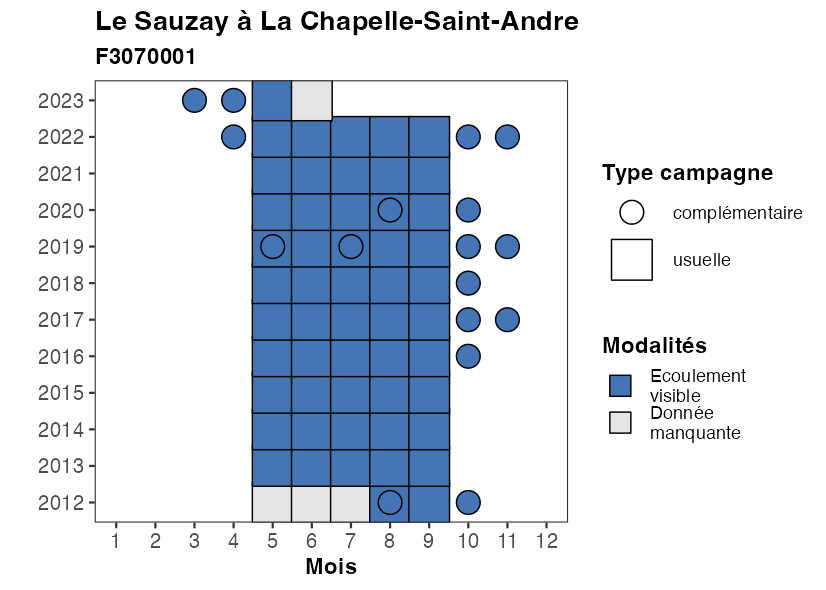 Le Sauzay à La Chapelle-Saint-Andre
F3070001
2023
2022
2021
2020
2019
2018
2017
2016
2015
2014
2013
2012
1 2 3 4 5 6 7 8 9 10 11 12
Mois
Type campagne
complémentaire
usuelle
Modalités
Ecoulement
visible
Donnée
manquante